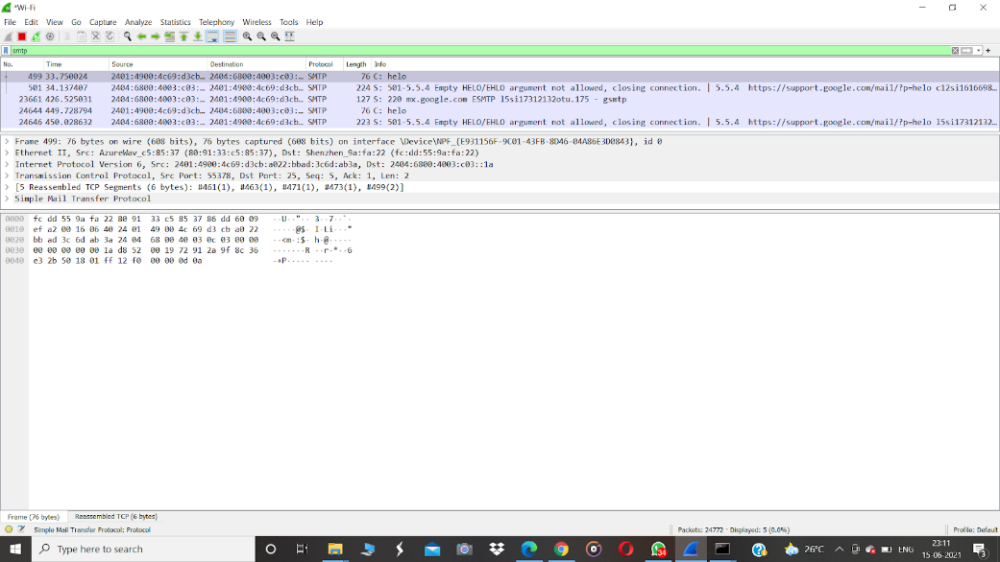 *Wi-Fi
File Edit View Go Capture Analyze Statistics Telephony Wireless Tools Help
smtp
No. Time Source Destination Protocol Length Info
499 33.750024 2401:4900:4c69:d3cb… 2404:6800:4003:c03:… SMTP 76 C: helo
501 34.137407 2404:6800:4003:c03:… 2401:4900:4c69:d3cb… SMTP 224 S: 501-5.5.4 Empty HELO/EHLO argument not allowed, closing connection. | 5.5.4 https://support.google.com/mail/?p=helo c12si1616698…
23661 426.525031 2404:6800:4003:c03:… 2401:4900:4c69:d3cb… SMTP 127 S: 220 mx.google.com ESMTP l5si17312132otu.175 - gsmtp
24644 449.728794 2401:4900:4c69:d3cb… 2404:6800:4003:c03:… SMTP 76 C: helo
24646 450.028632 2404:6800:4003:c03:… 2401:4900:4c69:d3cb… SMTP 223 S: 501-5.5.4 Empty HELO/EHLO argument not allowed, closing connection. | 5.5.4 https://support.google.com/mail/?p=helo l5si17312132…
Frame 499: 76 bytes on wire (608 bits), 76 bytes captured (608 bits) on interface \Device\NPF_{E931156F-9C01-43FB-8D46-04A86E3D0843}, id 0
Ethernet II, Src: AzureWav_c5:85:37 (80:91:33:c5:85:37), Dst: Shenzhen_9a:fa:22 (fc:dd:55:9a:fa:22)
Internet Protocol Version 6, Src: 2401:4900:4c69:d3cb:a022:bbad:3c6d:ab3a, Dst: 2404:6800:4003:c03::1a
Transmission Control Protocol, Src Port: 55378, Dst Port: 25, Seq: 5, Ack: 1, Len: 2
[5 Reassembled TCP Segments (6 bytes): #461(1), #463(1), #471(1), #473(1), #499(2)]
Simple Mail Transfer Protocol
0000 fc dd 55 9a fa 22 80 91 33 c5 85 37 86 dd 60 09 ··U··"·· 3··7··`·
0010 ef a2 00 16 06 40 24 01 49 00 4c 69 d3 cb a0 22 ·····@$· I·Li···"
0020 bb ad 3c 6d ab 3a 24 04 68 00 40 03 0c 03 00 00 ··<m·:$· h·@·····
0030 00 00 00 00 00 1a d8 52 00 19 72 91 2a 9f 8c 36 ·······R ··r·*··6
0040 e3 2b 50 18 01 ff 12 f0 00 00 0d 0a ·+P····· ····
Frame (76 bytes) Reassembled TCP (6 bytes)
Simple Mail Transfer Protocol: Protocol Packets: 24772 · Displayed: 5 (0.0%) Profile: Default
Type here to search 34 26°C ENG 23:11
15-06-2021 3